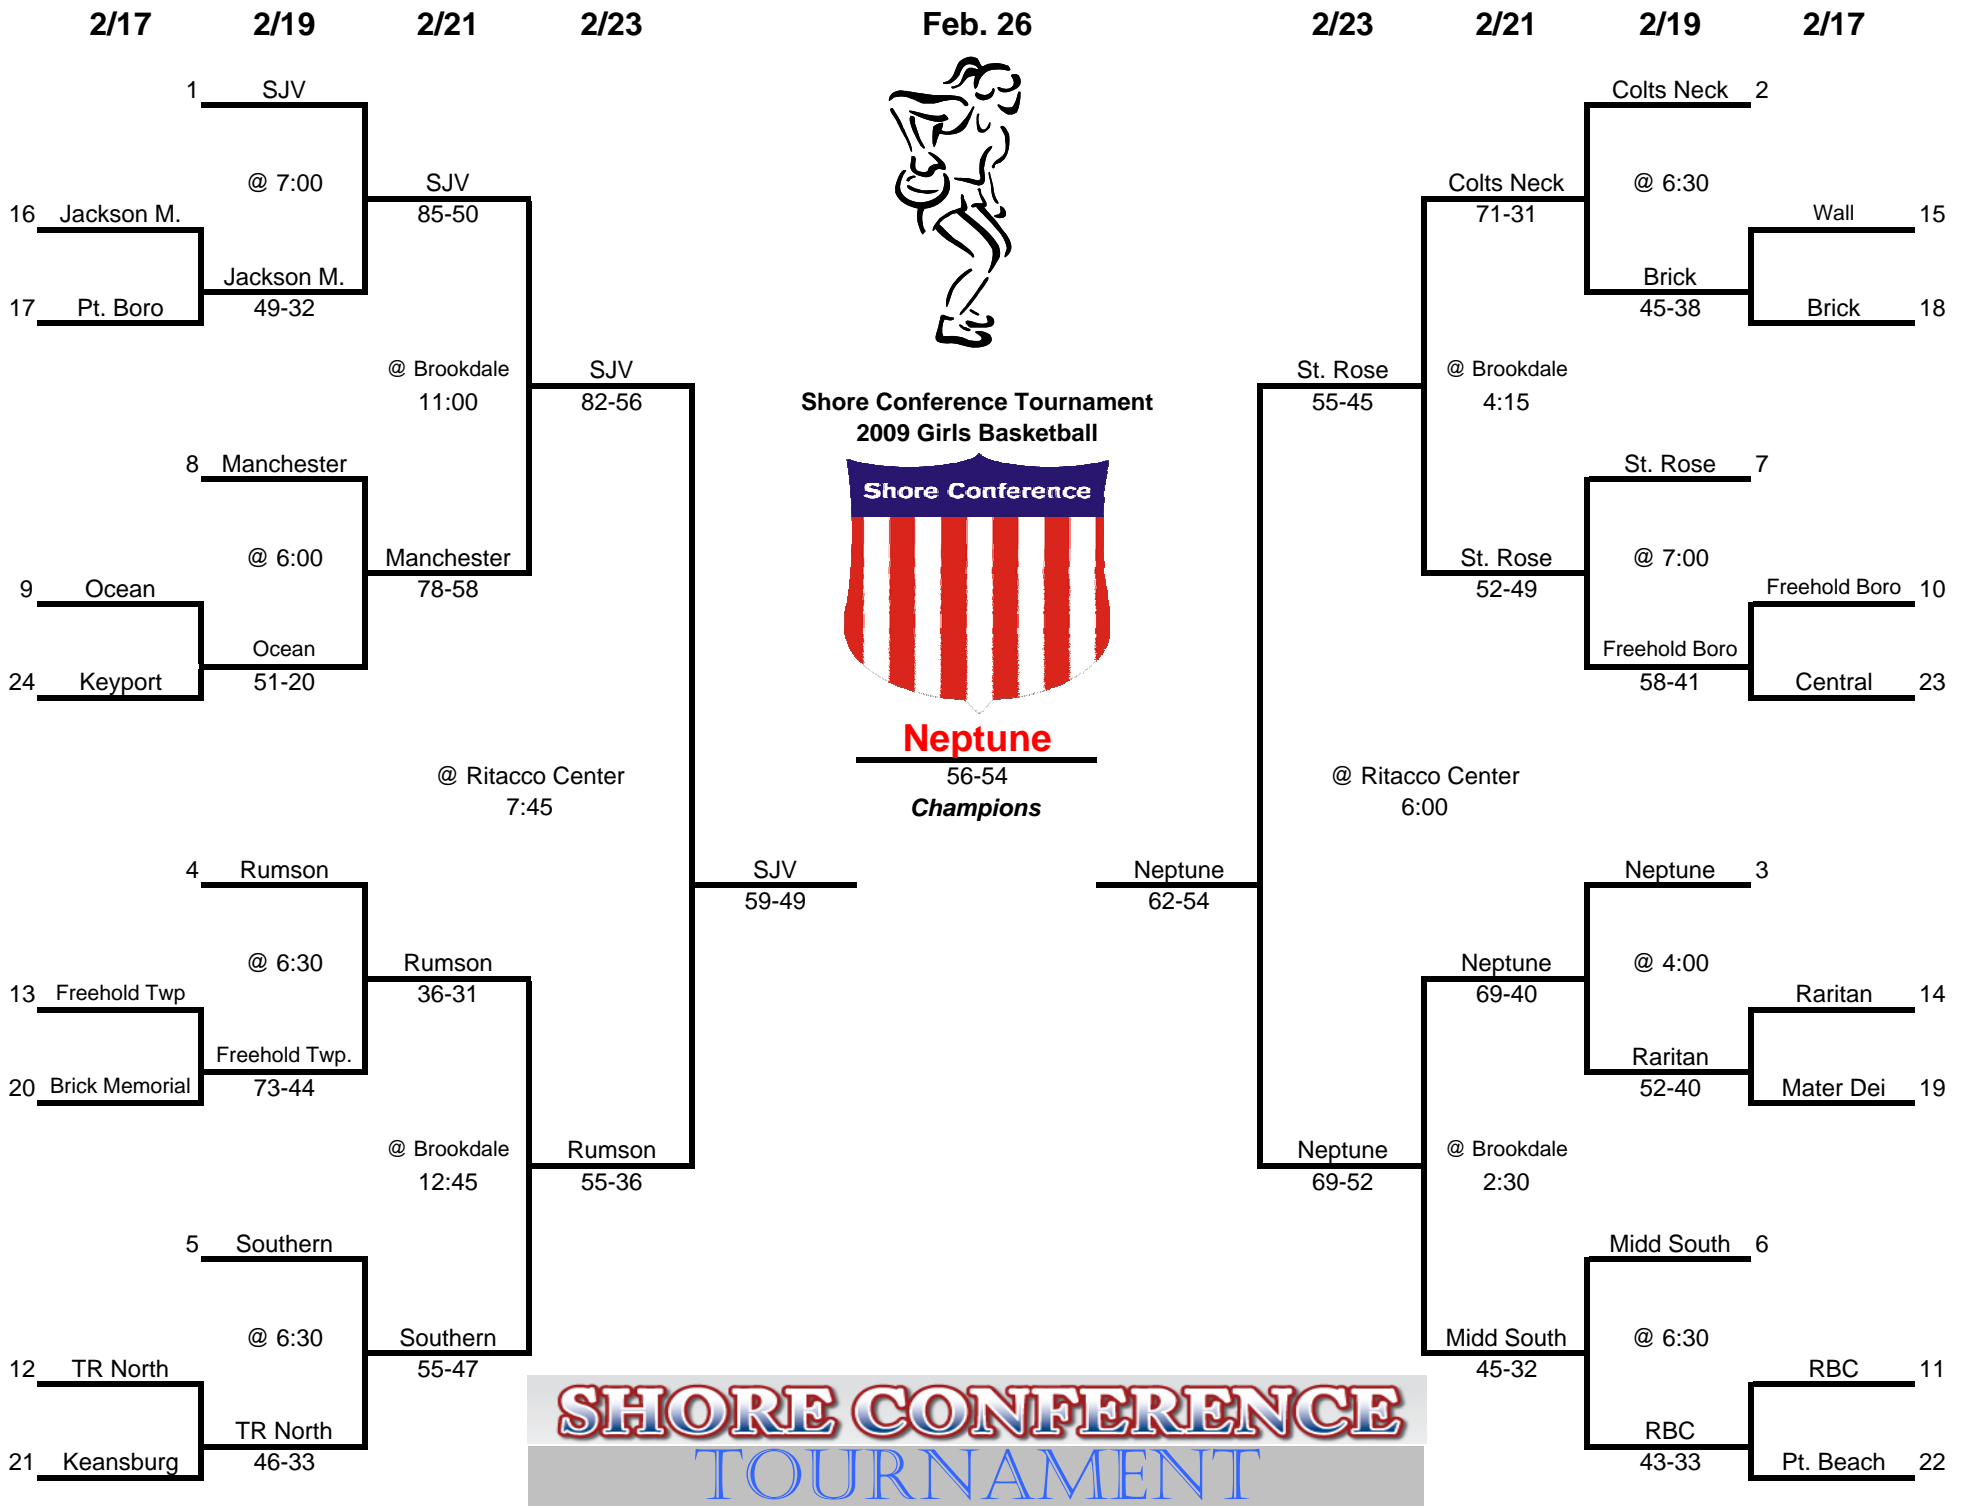 2/17 2/19 2/21 2/23 Feb. 26 2/23 2/21 2/19 2/17
1 SJV
Colts Neck 2
@ 7:00 SJV
Colts Neck @ 6:30
16 Jackson M. 85-50
71-31 Wall 15
Jackson M.
Brick
17 Pt. Boro 49-32
45-38 Brick 18
@ Brookdale SJV
St. Rose @ Brookdale
11:00 82-56
Shore Conference Tournament
55-45 4:15
2009 Girls Basketball
8 Manchester
St. Rose 7
Shore Conference
@ 6:00 Manchester
St. Rose @ 7:00
9 Ocean 78-58
52-49 Freehold Boro 10
Ocean
Freehold Boro
24 Keyport 51-20
58-41 Central 23
Neptune
@ Ritacco Center
56-54
@ Ritacco Center
7:45
Champions
6:00
4 Rumson
SJV
Neptune
Neptune 3
59-49
62-54
@ 6:30 Rumson
Neptune @ 4:00
13 Freehold Twp 36-31
69-40 Raritan 14
Freehold Twp.
Raritan
20 Brick Memorial 73-44
52-40 Mater Dei 19
@ Brookdale Rumson
Neptune @ Brookdale
12:45 55-36
69-52 2:30
5 Southern
Midd South 6
@ 6:30 Southern
Midd South @ 6:30
12 TR North 55-47
45-32 RBC 11
SHORE CONFERENCE
TR North
RBC
21 Keansburg 46-33
TOURNAMENT
43-33 Pt. Beach 22